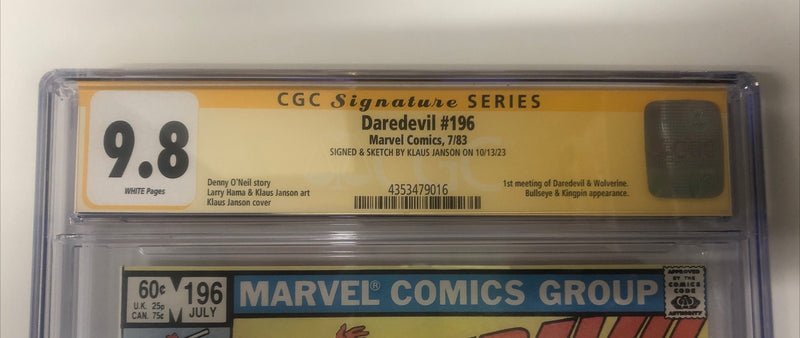 CGC Signature SERIES
Daredevil #196
Marvel Comics, 7/83
SIGNED & SKETCH BY KLAUS JANSON ON 10/13/23
9.8
WHITE Pages
Denny O'Neil story
Larry Hama & Klaus Janson art
Klaus Janson cover
4353479016
1st meeting of Daredevil & Wolverine.
Bullseye & Kingpin appearance.
CGC
60¢
U.K. 25p
CAN. 75¢
M
196
JULY
MARVEL® COMICS GROUP
APPROVED
BY THE
COMICS
CODE
AUTHORITY